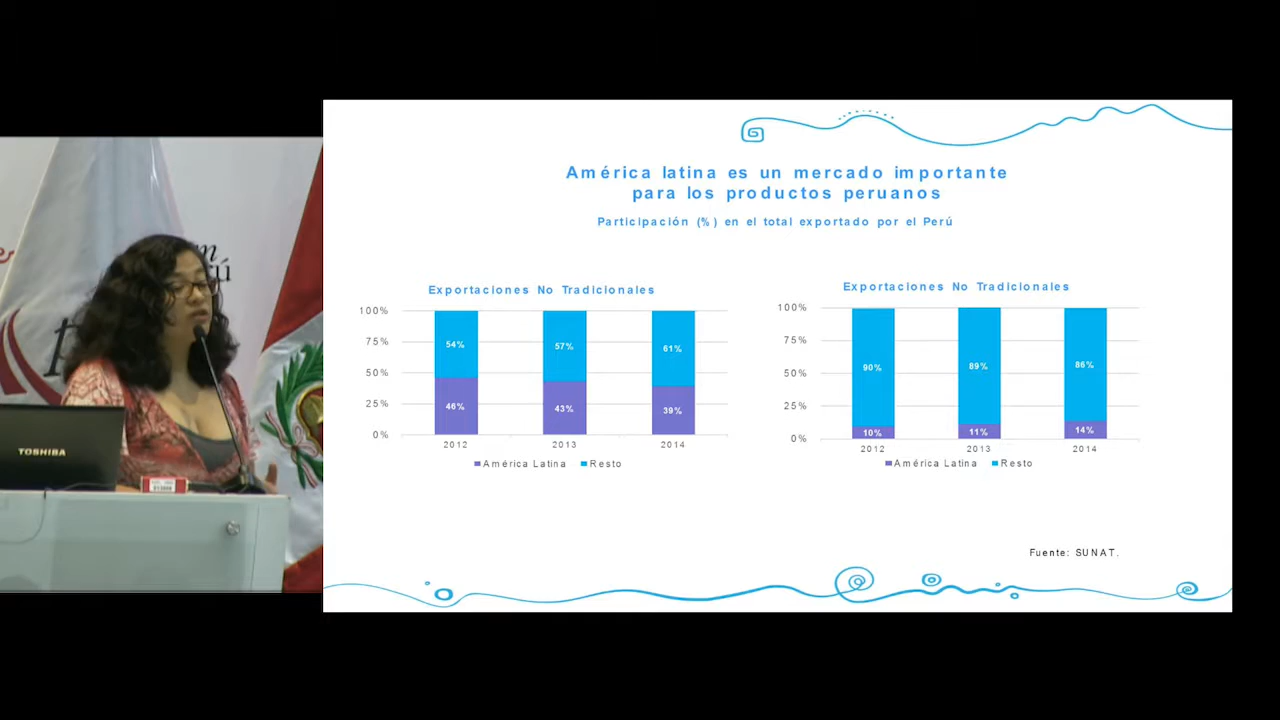 América latina es un mercado importante
para los productos peruanos
Participación (%) en el total exportado por el Perú
Exportaciones No Tradicionales
100%
75%
50%
25%
0%
54%
57%
61%
46%
43%
39%
2012
2013
2014
América Latina
Resto
Exportaciones No Tradicionales
100%
75%
50%
25%
0%
90%
89%
86%
10%
11%
14%
2012
2013
2014
América Latina
Resto
Fuente: SUNAT.
TOSHIBA